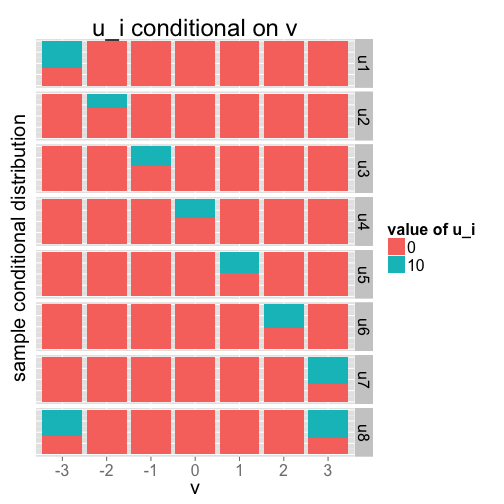 u_i conditional on v
sample conditional distribution
u1
u2
u3
u4
u5
u6
u7
u8
-3 -2 -1 0 1 2 3
v
value of u_i
0
10